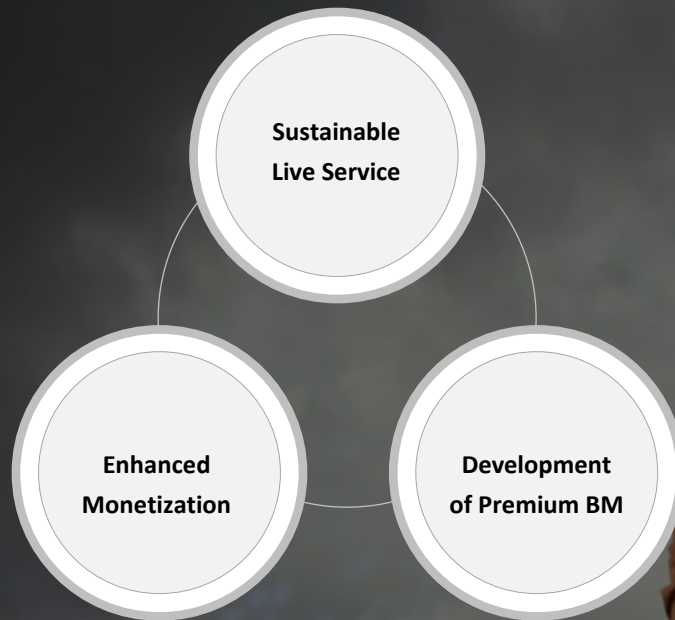 Sustainable
Live Service
Enhanced
Monetization
Development
of Premium BM